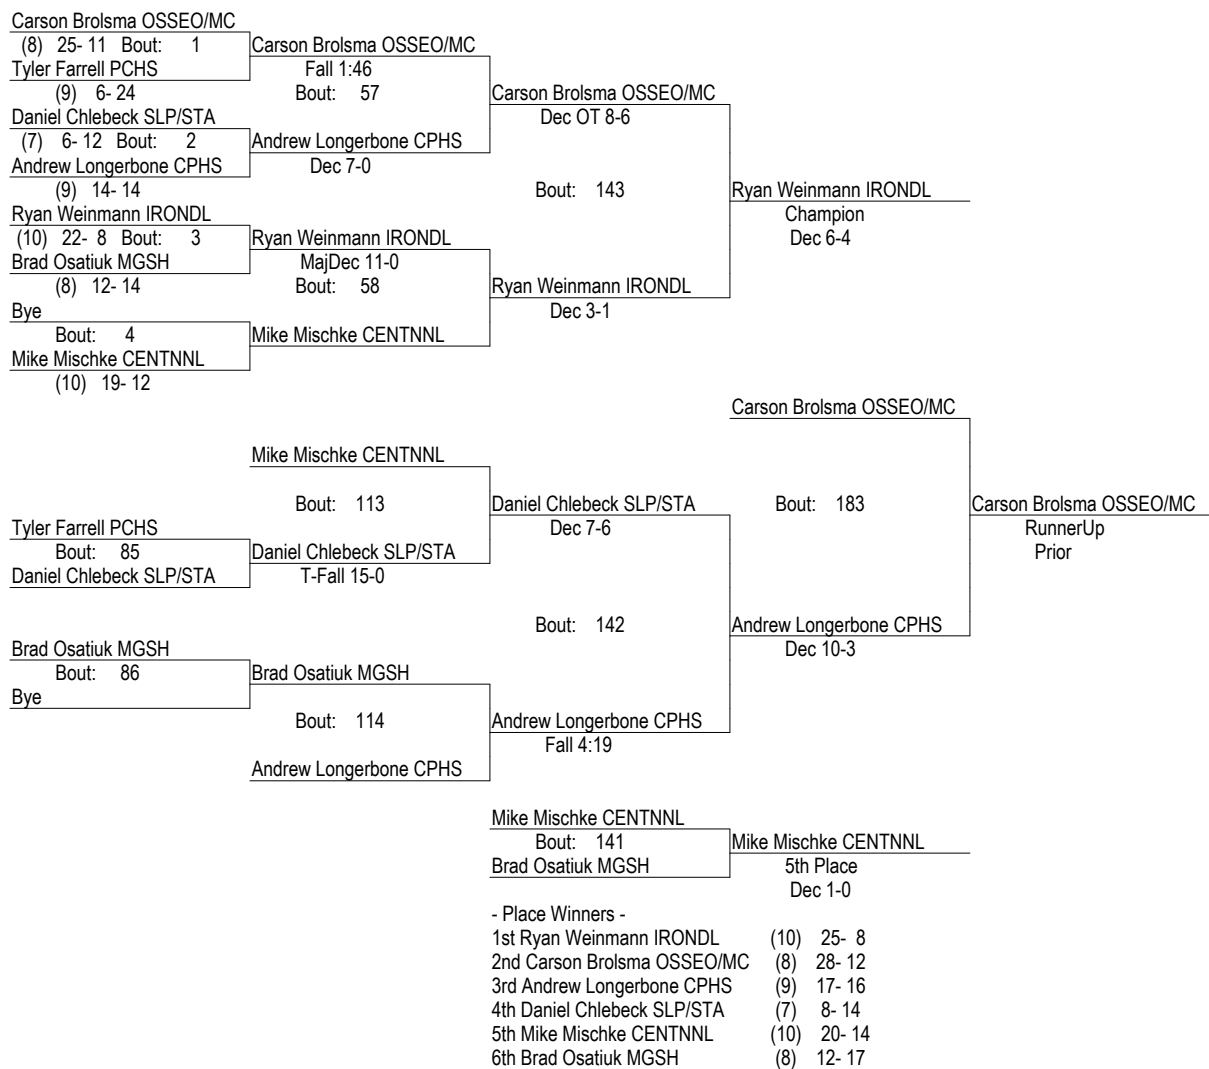 Carson Brolsma OSSEO/MC
(8) 25- 11 Bout: 1
Carson Brolsma OSSEO/MC
Tyler Farrell PCHS
Fall 1:46
(9) 6- 24
Bout: 57
Carson Brolsma OSSEO/MC
Daniel Chlebeck SLP/STA
Dec OT 8-6
(7) 6- 12 Bout: 2
Andrew Longerbone CPHS
Andrew Longerbone CPHS
Dec 7-0
(9) 14- 14
Bout: 143
Ryan Weinmann IRONDL
Ryan Weinmann IRONDL
Champion
(10) 22- 8 Bout: 3
Ryan Weinmann IRONDL
Dec 6-4
Brad Osatiuk MGSH
MajDec 11-0
(8) 12- 14
Bout: 58
Ryan Weinmann IRONDL
Bye
Dec 3-1
Bout: 4
Mike Mischke CENTNNL
Mike Mischke CENTNNL
(10) 19- 12
Carson Brolsma OSSEO/MC
Mike Mischke CENTNNL
Bout: 113
Daniel Chlebeck SLP/STA
Bout: 183
Carson Brolsma OSSEO/MC
Tyler Farrell PCHS
Dec 7-6
RunnerUp
Bout: 85
Daniel Chlebeck SLP/STA
Prior
Daniel Chlebeck SLP/STA
T-Fall 15-0
Bout: 142
Andrew Longerbone CPHS
Brad Osatiuk MGSH
Dec 10-3
Bout: 86
Brad Osatiuk MGSH
Bye
Bout: 114
Andrew Longerbone CPHS
Fall 4:19
Andrew Longerbone CPHS
Mike Mischke CENTNNL
Bout: 141
Mike Mischke CENTNNL
Brad Osatiuk MGSH
5th Place
Dec 1-0
- Place Winners -
1st Ryan Weinmann IRONDL (10) 25- 8
2nd Carson Brolsma OSSEO/MC (8) 28- 12
3rd Andrew Longerbone CPHS (9) 17- 16
4th Daniel Chlebeck SLP/STA (7) 8- 14
5th Mike Mischke CENTNNL (10) 20- 14
6th Brad Osatiuk MGSH (8) 12- 17